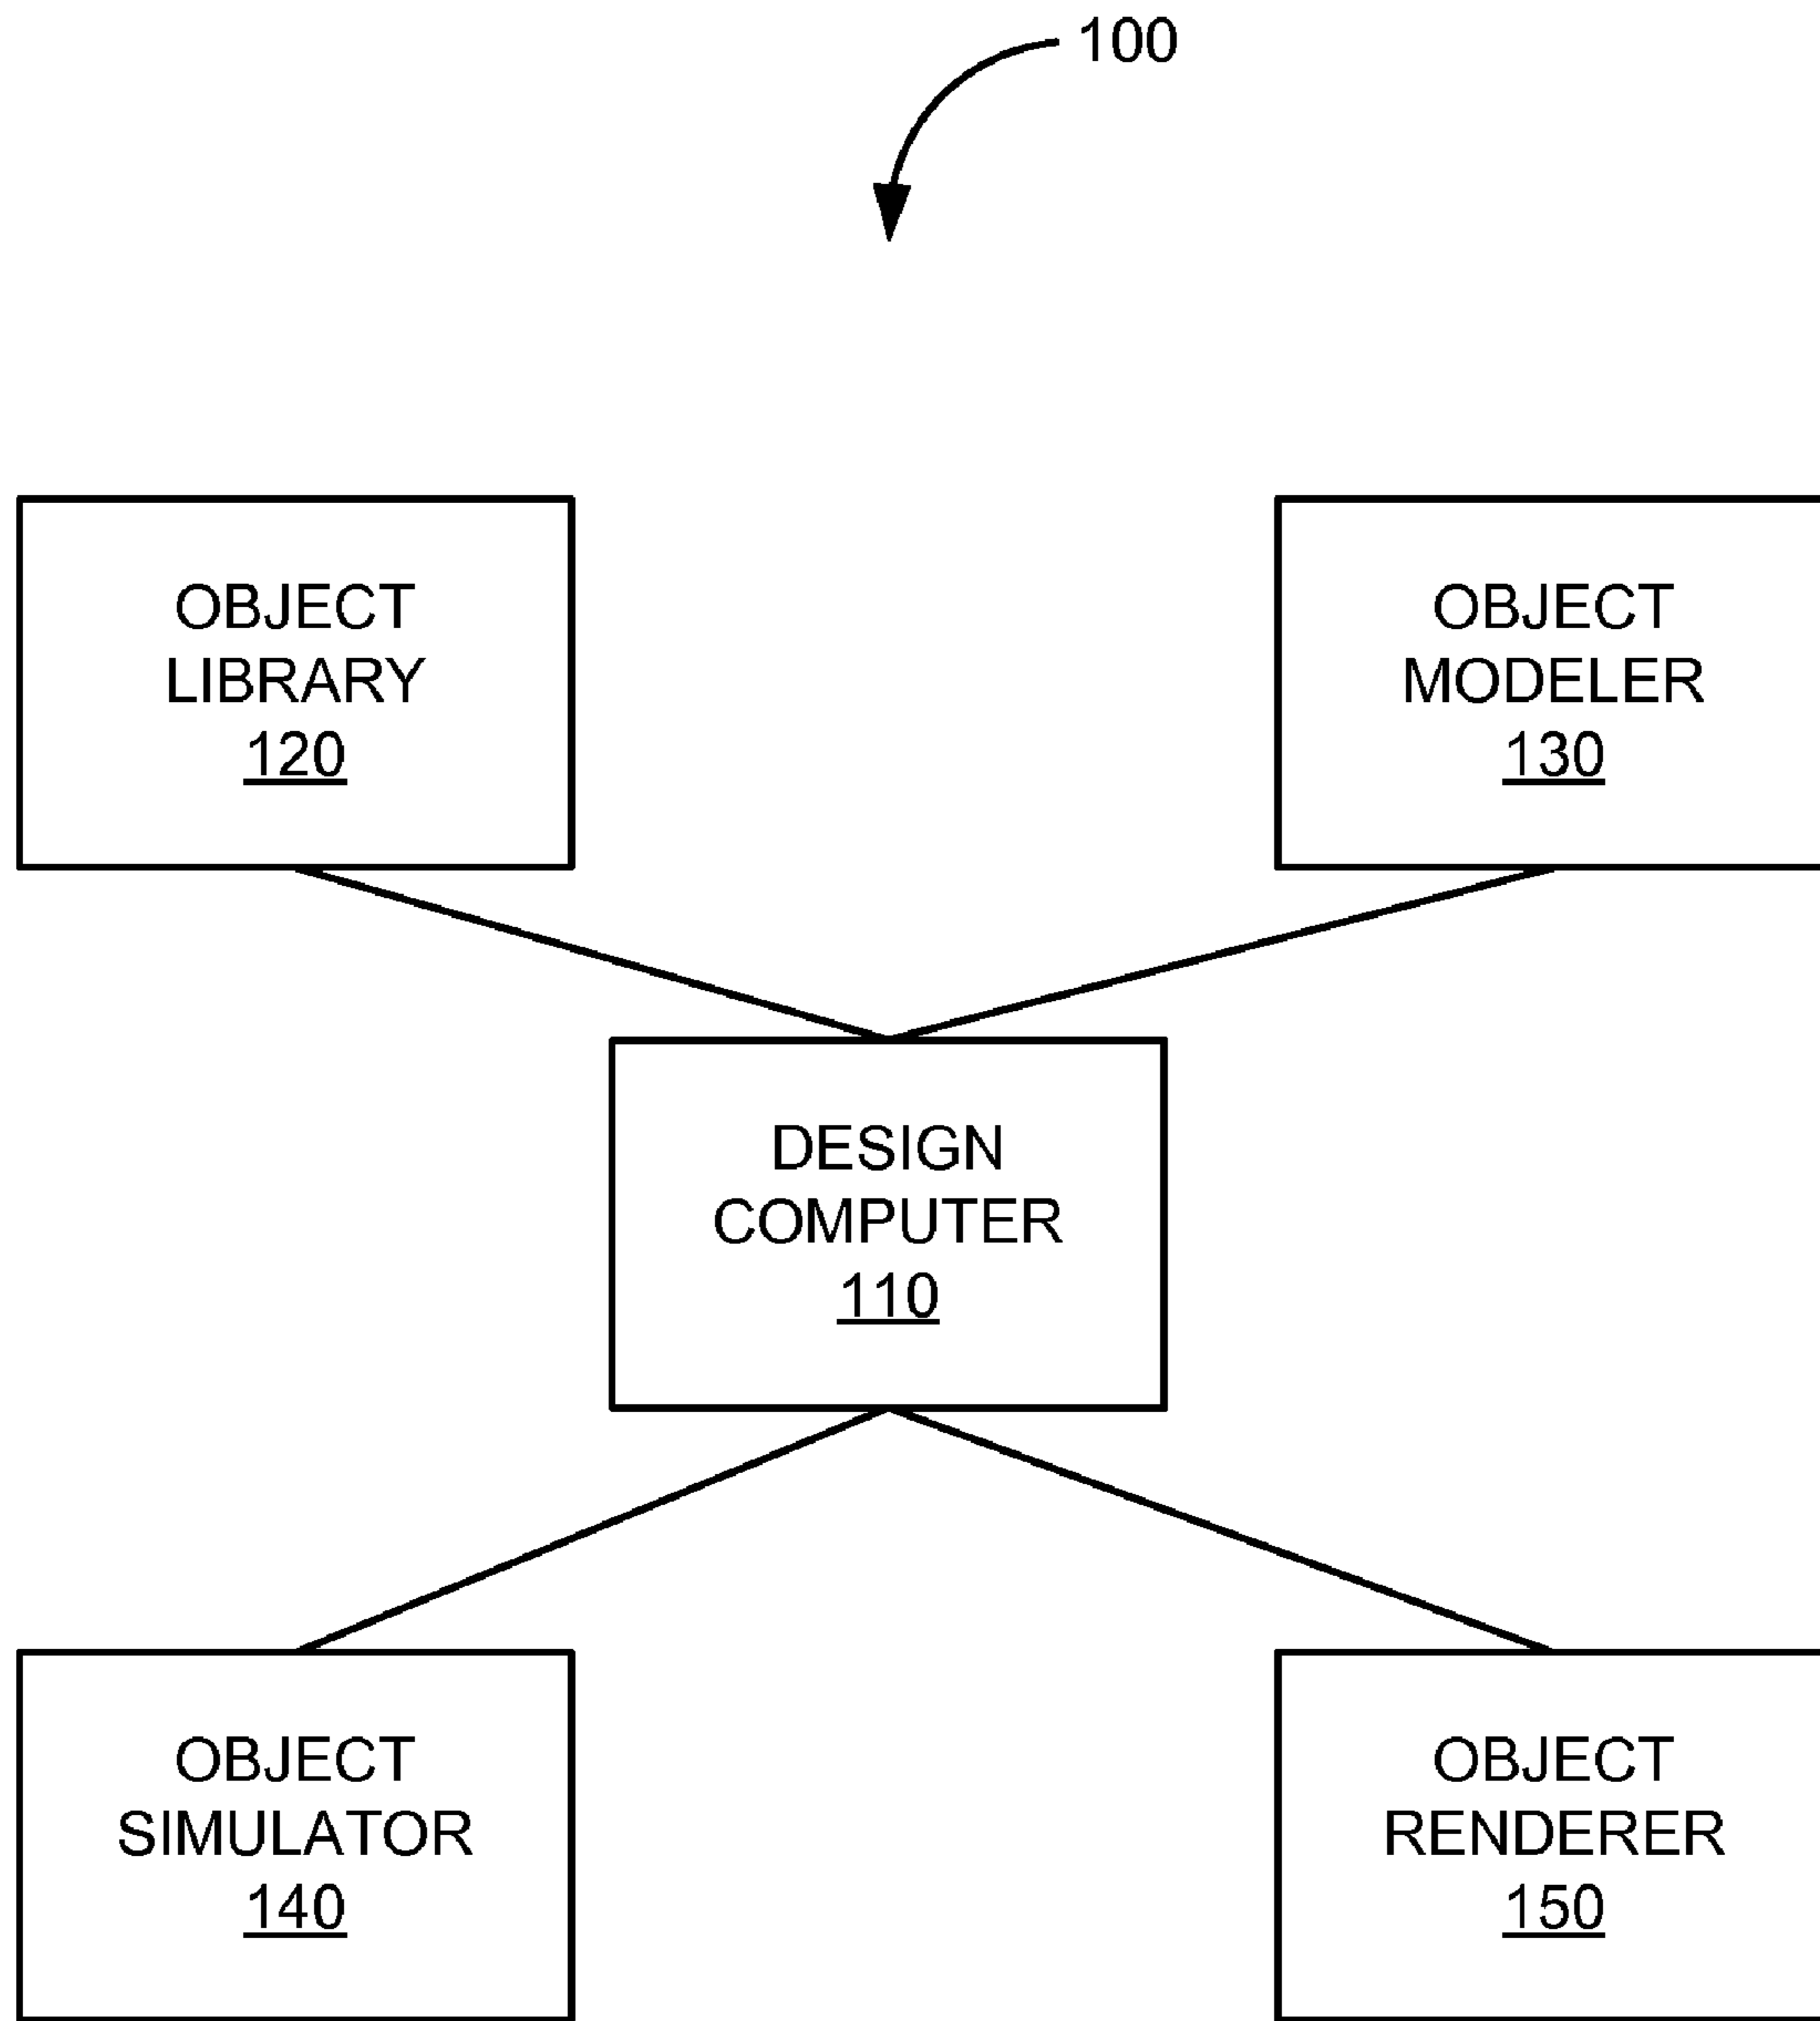 100
OBJECT
LIBRARY
120
OBJECT
MODELER
130
DESIGN
COMPUTER
110
OBJECT
SIMULATOR
140
OBJECT
RENDERER
150